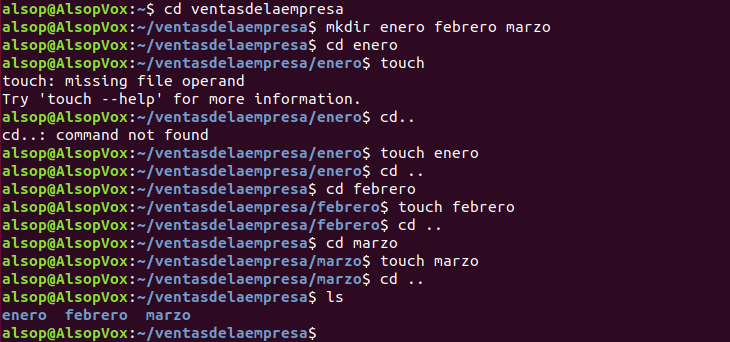 alsop@AlsopVox:~$ cd ventasdelaempresa
alsop@AlsopVox:~/ventasdelaempresa$ mkdir enero febrero marzo
alsop@AlsopVox:~/ventasdelaempresa$ cd enero
alsop@AlsopVox:~/ventasdelaempresa/enero$ touch
touch: missing file operand
Try 'touch --help' for more information.
alsop@AlsopVox:~/ventasdelaempresa/enero$ cd..
cd..: command not found
alsop@AlsopVox:~/ventasdelaempresa/enero$ touch enero
alsop@AlsopVox:~/ventasdelaempresa/enero$ cd ..
alsop@AlsopVox:~/ventasdelaempresa$ cd febrero
alsop@AlsopVox:~/ventasdelaempresa/febrero$ touch febrero
alsop@AlsopVox:~/ventasdelaempresa/febrero$ cd ..
alsop@AlsopVox:~/ventasdelaempresa$ cd marzo
alsop@AlsopVox:~/ventasdelaempresa/marzo$ touch marzo
alsop@AlsopVox:~/ventasdelaempresa/marzo$ cd ..
alsop@AlsopVox:~/ventasdelaempresa$ ls
enero  febrero  marzo
alsop@AlsopVox:~/ventasdelaempresa$